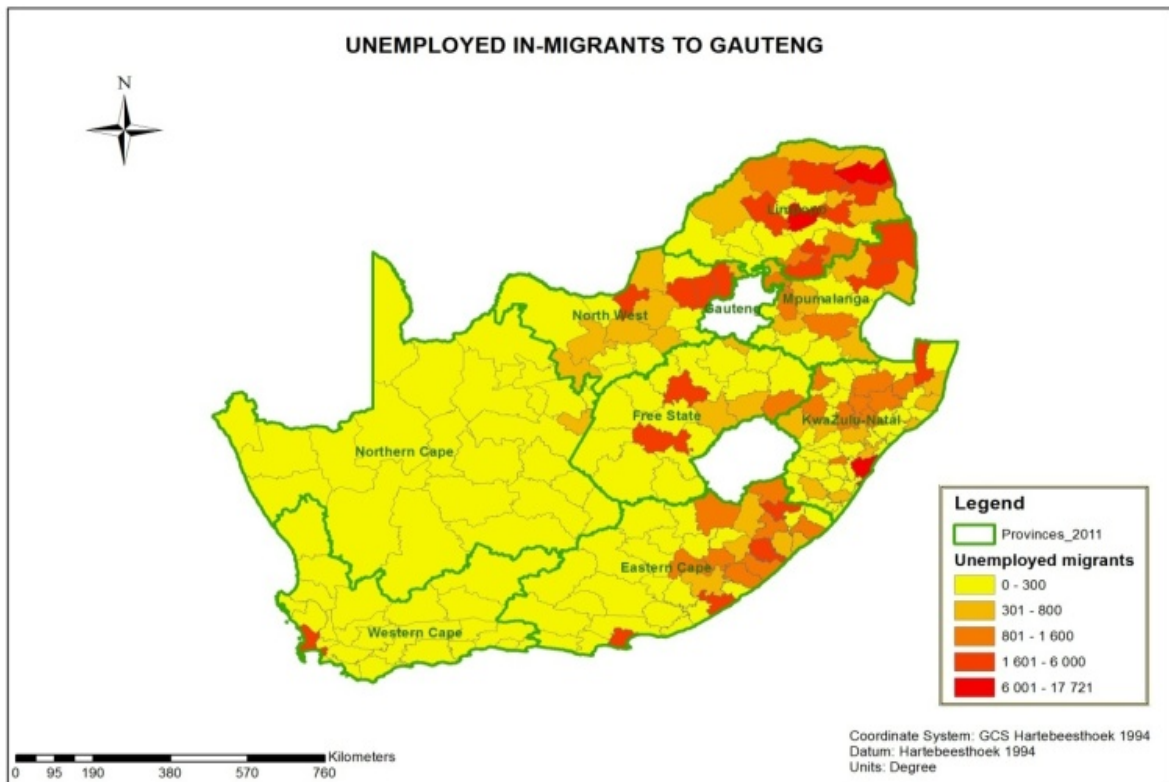 UNEMPLOYED IN-MIGRANTS TO GAUTENG
N
Limpopo
Mpumalanga
Gauteng
North West
Free State
KwaZulu-Natal
Northern Cape
Eastern Cape
Western Cape
Legend
Provinces_2011
Unemployed migrants
0 - 300
301 - 800
801 - 1 600
1 601 - 6 000
6 001 - 17 721
Kilometers
0 95 190 380 570 760
Coordinate System: GCS Hartebeesthoek 1994
Datum: Hartebeesthoek 1994
Units: Degree